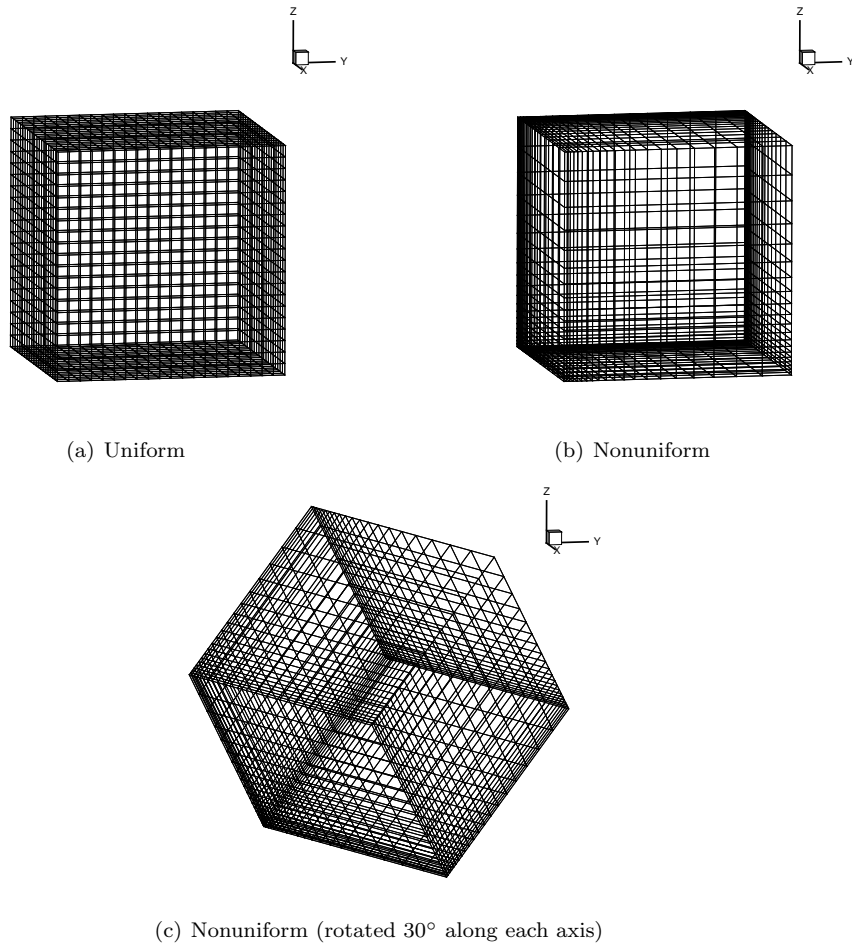 Z
Y
X
Z
Y
X
(a) Uniform
(b) Nonuniform
Z
Y
X
(c) Nonuniform (rotated 30° along each axis)